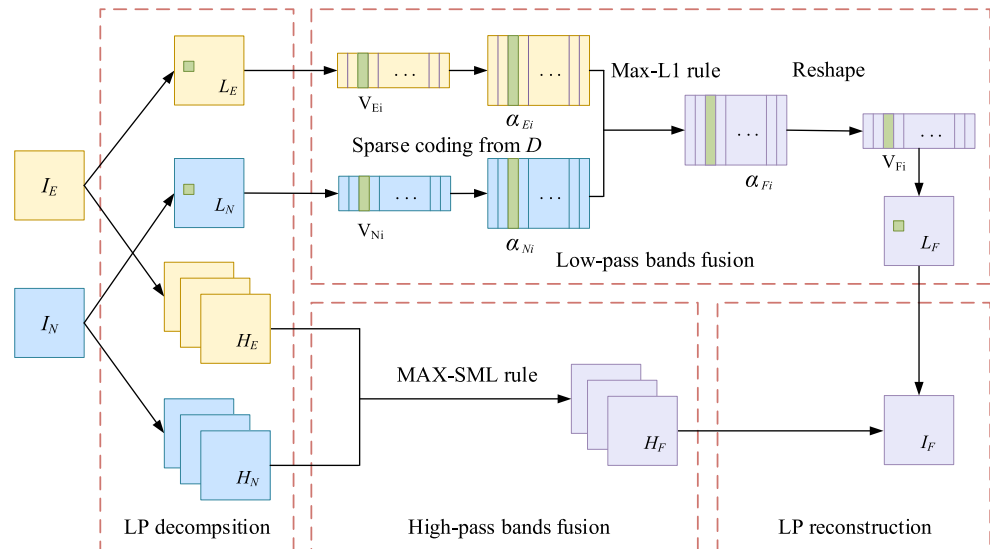 I_E
I_N
L_E
L_N
H_E
H_N
LP decompsition
V_Ei
...
α_Ei
...
Sparse coding from D
V_Ni
...
α_Ni
...
Max-L1 rule
α_Fi
...
Reshape
V_Fi
...
L_F
Low-pass bands fusion
MAX-SML rule
H_F
High-pass bands fusion
I_F
LP reconstruction